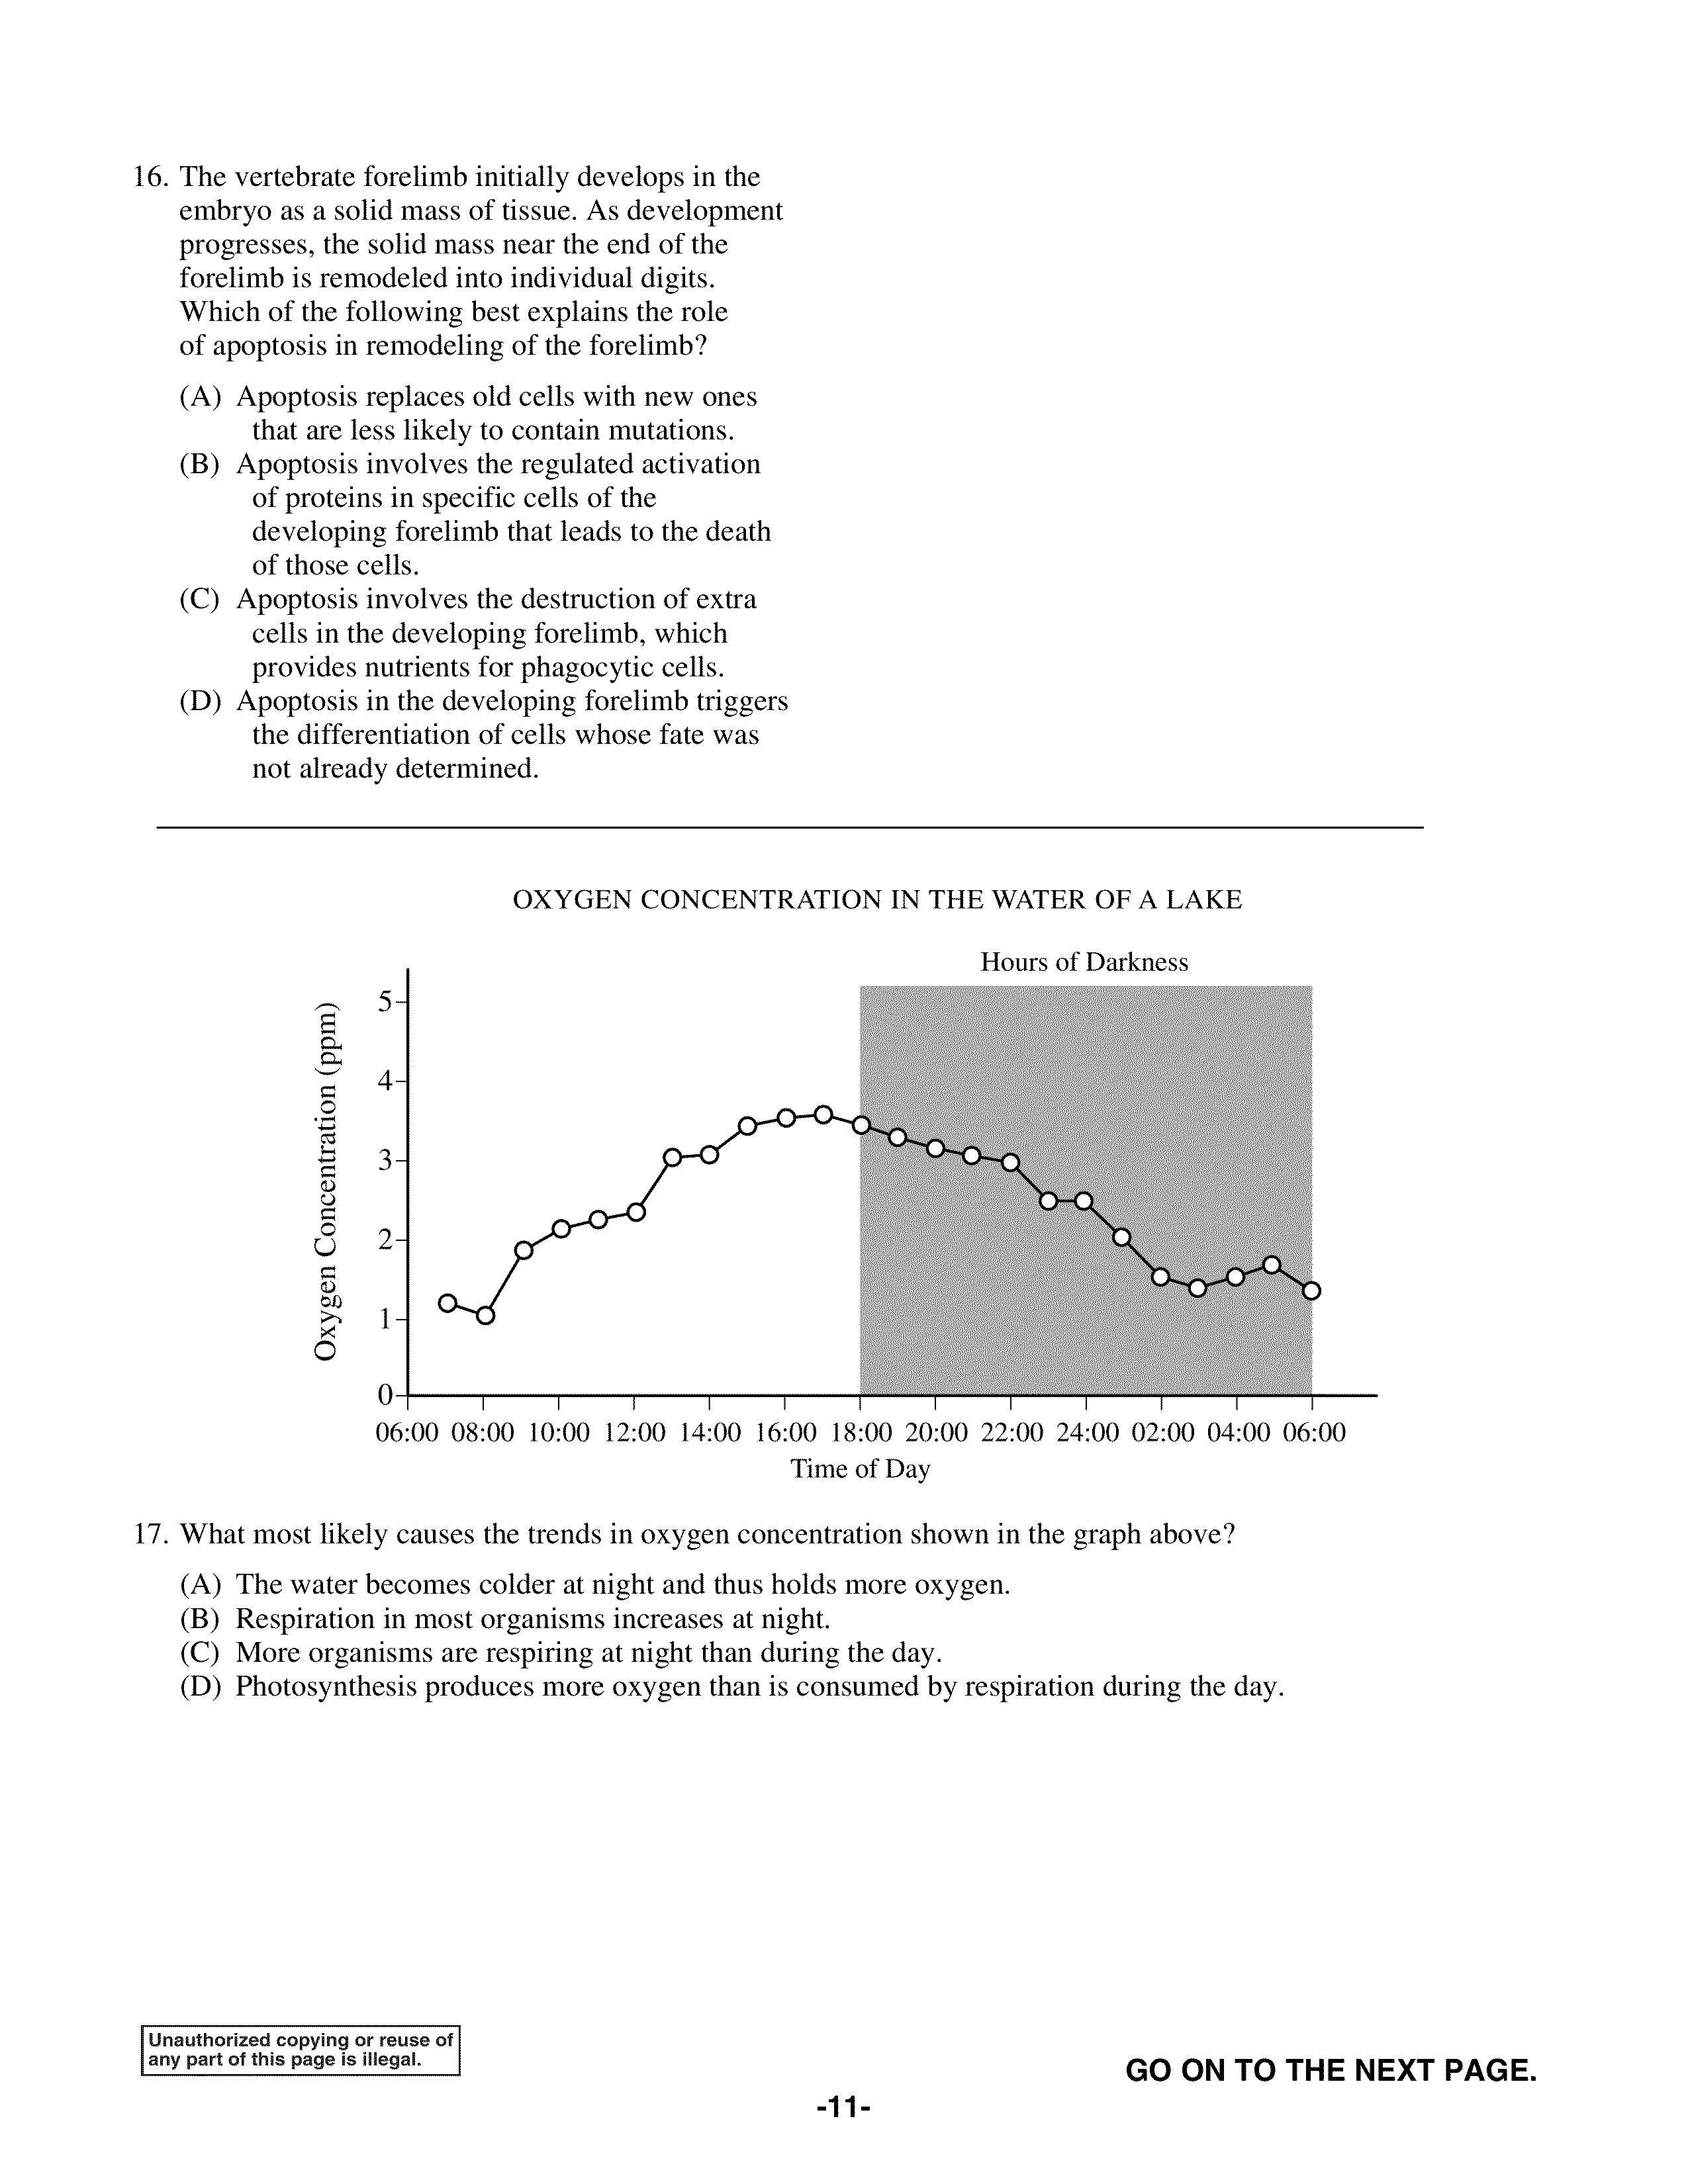 16. The vertebrate forelimb initially develops in the
embryo as a solid mass of tissue. As development
progresses, the solid mass near the end of the
forelimb is remodeled into individual digits.
Which of the following best explains the role
of apoptosis in remodeling of the forelimb?
(A) Apoptosis replaces old cells with new ones
that are less likely to contain mutations.
(B) Apoptosis involves the regulated activation
of proteins in specific cells of the
developing forelimb that leads to the death
of those cells.
(C) Apoptosis involves the destruction of extra
cells in the developing forelimb, which
provides nutrients for phagocytic cells.
(D) Apoptosis in the developing forelimb triggers
the differentiation of cells whose fate was
not already determined.
OXYGEN CONCENTRATION IN THE WATER OF A LAKE
Hours of Darkness
Oxygen Concentration (ppm)
5
4
3
2
1
0
06:00 08:00 10:00 12:00 14:00 16:00 18:00 20:00 22:00 24:00 02:00 04:00 06:00
Time of Day
17. What most likely causes the trends in oxygen concentration shown in the graph above?
(A) The water becomes colder at night and thus holds more oxygen.
(B) Respiration in most organisms increases at night.
(C) More organisms are respiring at night than during the day.
(D) Photosynthesis produces more oxygen than is consumed by respiration during the day.
Unauthorized copying or reuse of
any part of this page is illegal.
GO ON TO THE NEXT PAGE.
-11-